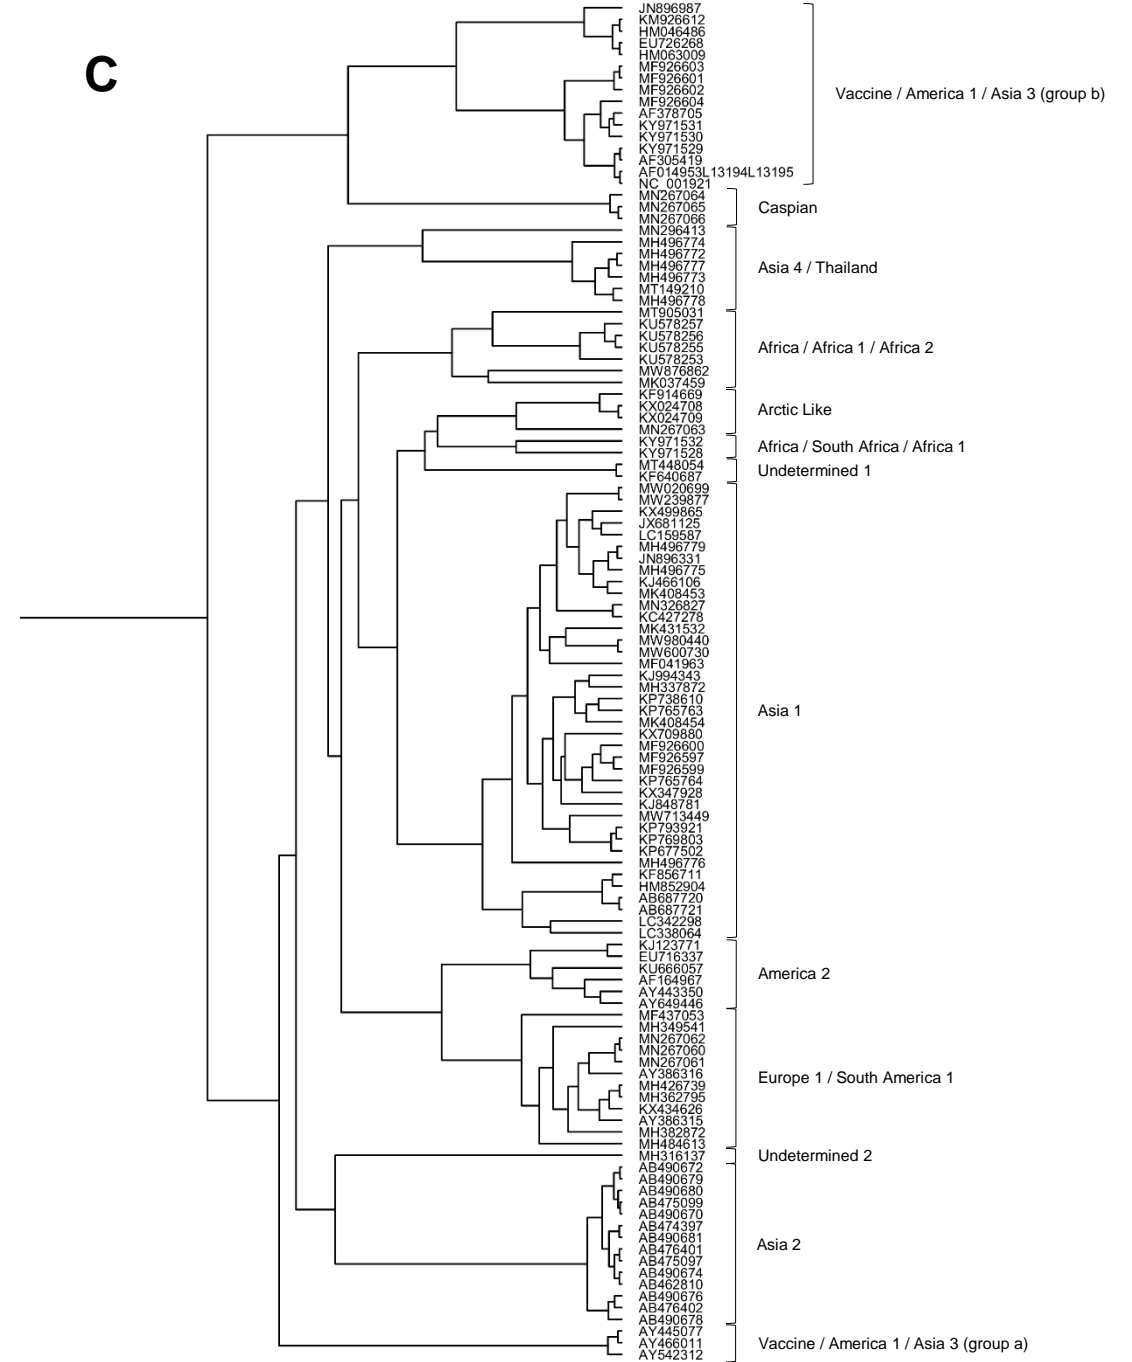 C
JN896987
KM926612
HM046486
EU726268
HM063009
MF926603
MF926601
MF926602
MF926604
AF378705
KY971531
KY971530
KY971529
AF305419
AF014953L13194L13195
NC_001921
Vaccine / America 1 / Asia 3 (group b)
MN267064
MN267065
MN267066
Caspian
MN296413
MH496774
MH496772
MH496777
MH496773
MT149210
MH496778
Asia 4 / Thailand
MT905031
KU578257
KU578256
KU578255
KU578253
MW876862
MK037459
Africa / Africa 1 / Africa 2
KF914669
KX024708
KX024709
MN267063
Arctic Like
KY971532
KY971528
Africa / South Africa / Africa 1
MT448054
KF640687
Undetermined 1
MW020699
MW239877
KX499865
JX681125
LC159587
MH496779
JN896331
MH496775
KJ466106
MK408453
MN326827
KC427278
MK431532
MW980440
MW600730
MF041963
KJ994343
MH337872
KP738610
KP765763
MK408454
KX709880
MF926600
MF926597
MF926599
KP765764
KX347928
KJ848781
MW713449
KP793921
KP769803
KP677502
MH496776
KF856711
HM852904
AB687720
AB687721
LC342298
LC338064
Asia 1
KJ123771
EU716337
KU666057
AF164967
AY443350
AY649446
America 2
MF437053
MH349541
MN267062
MN267060
MN267061
AY386316
MH426739
MH362795
KX434626
AY386315
MH382872
MH484613
Europe 1 / South America 1
MH316137
Undetermined 2
AB490672
AB490679
AB490680
AB475099
AB490670
AB474397
AB490681
AB476401
AB475097
AB490674
AB462810
AB490676
AB476402
AB490678
Asia 2
AY445077
AY466011
AY542312
Vaccine / America 1 / Asia 3 (group a)